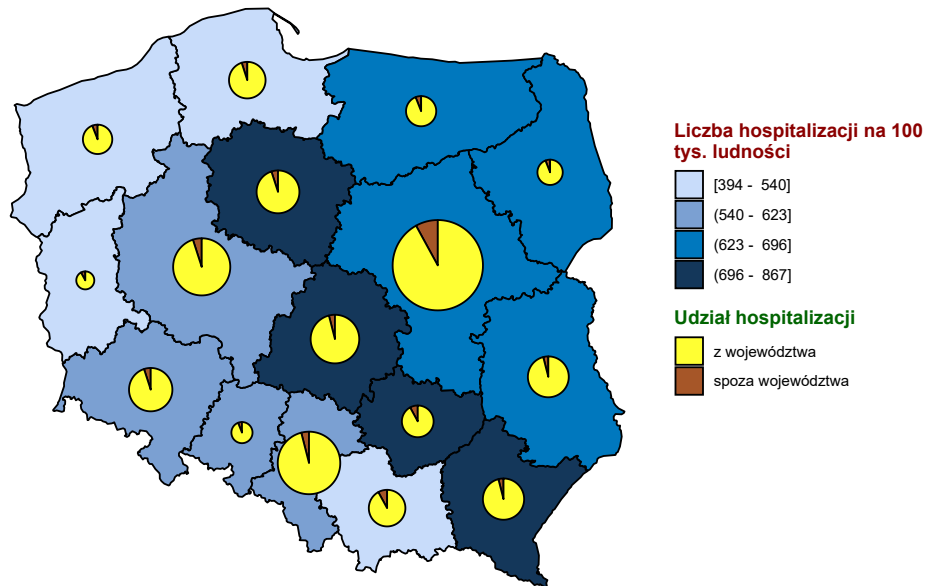 Liczba hospitalizacji na 100
tys. ludności
[394 - 540]
(540 - 623]
(623 - 696]
(696 - 867]
Udział hospitalizacji
z województwa
spoza województwa